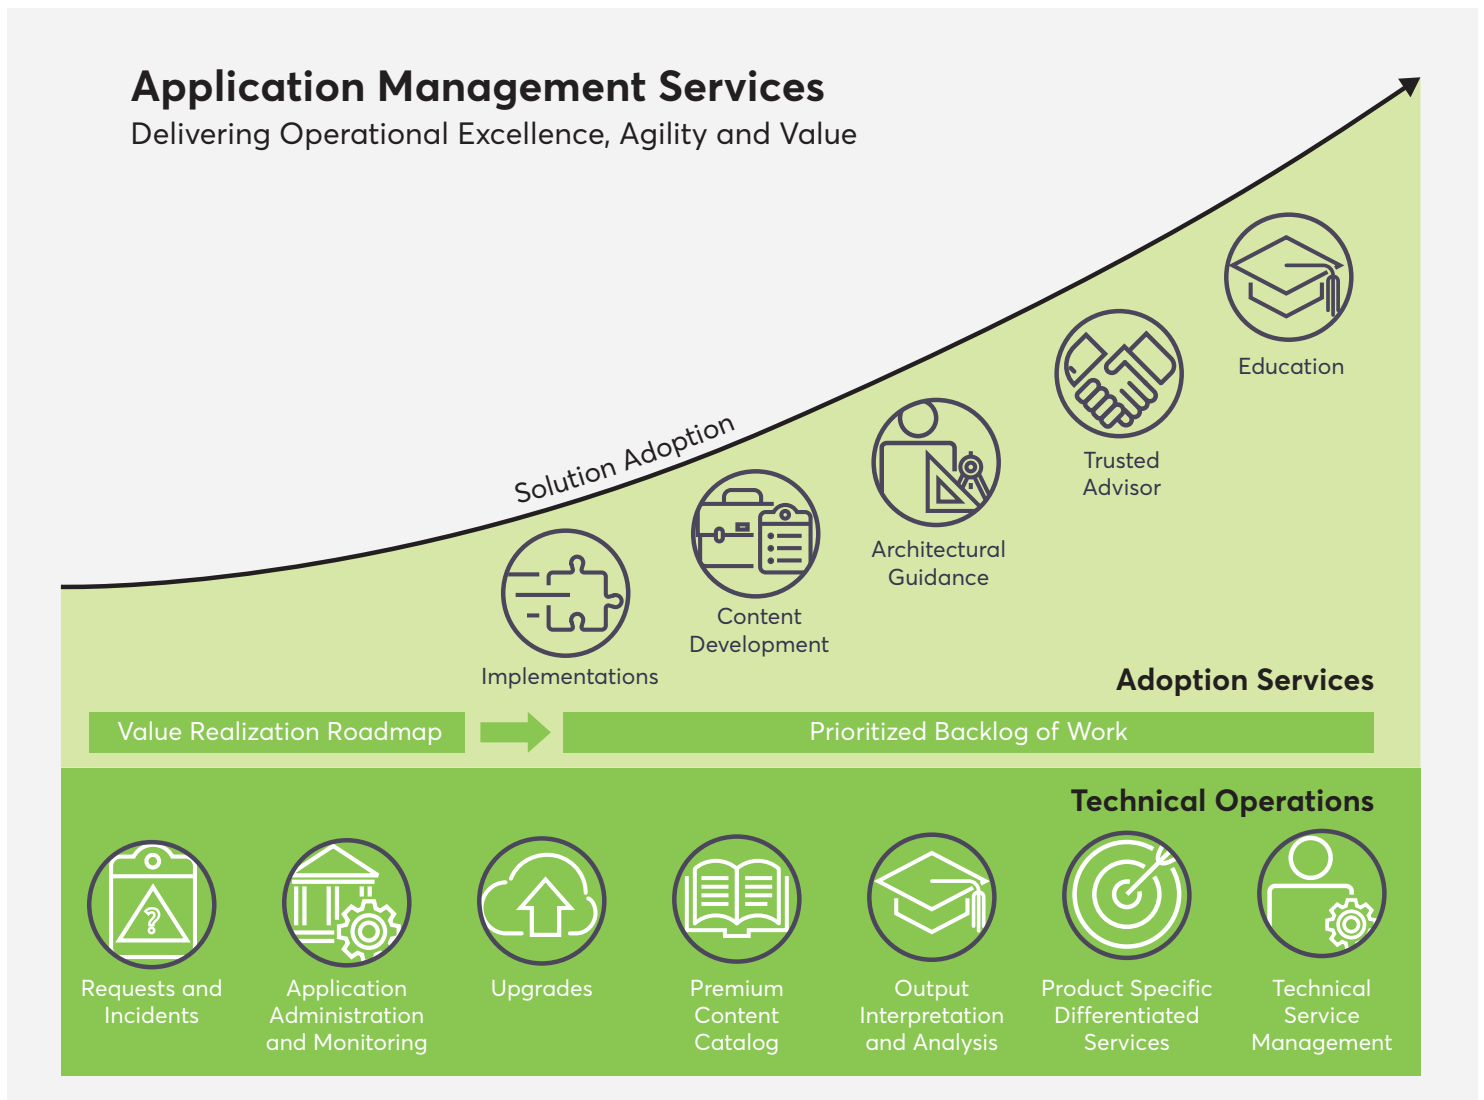 Application Management Services
Delivering Operational Excellence, Agility and Value
Solution Adoption
Education
Trusted
Advisor
Architectural
Guidance
Content
Development
Implementations
Adoption Services
Value Realization Roadmap
Prioritized Backlog of Work
Technical Operations
?
Requests and
Incidents
Application
Administration
and Monitoring
Upgrades
Premium
Content
Catalog
Output
Interpretation
and Analysis
Product Specific
Differentiated
Services
Technical
Service
Management